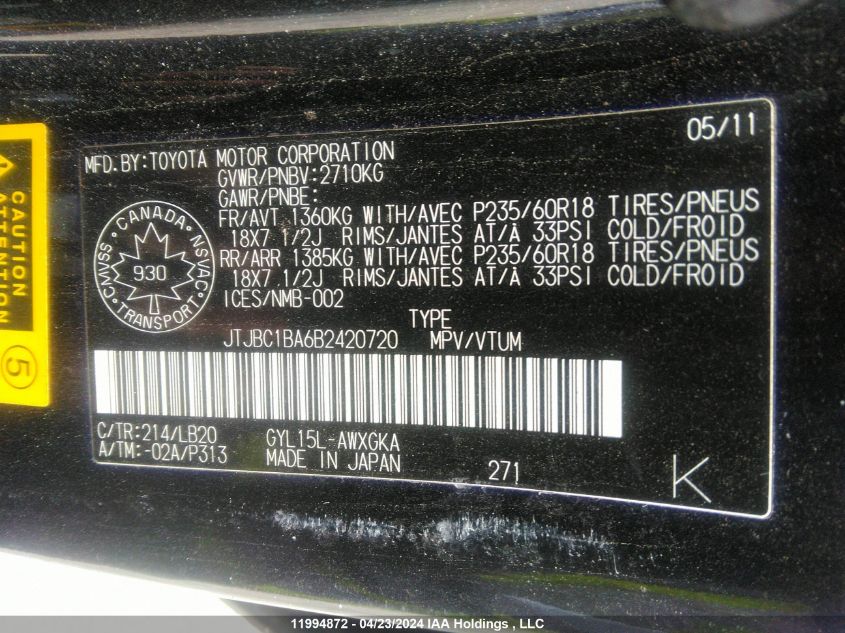 05/11
MFD.BY:TOYOTA MOTOR CORPORATION
GVWR/PNBV:2710KG
GAWR/PNBE:
FR/AVT 1360KG WITH/AVEC P235/60R18 TIRES/PNEUS
18X7 1/2J RIMS/JANTES AT/À 33PSI COLD/FROID
RR/ARR 1385KG WITH/AVEC P235/60R18 TIRES/PNEUS
18X7 1/2J RIMS/JANTES AT/À 33PSI COLD/FROID
ICES/NMB-002
CANADA
CMVSS
NSVAC
930
TRANSPORT
TYPE
JTJBC1BA6B2420720 MPV/VTUM
C/TR:214/LB20 GYL15L-AWXGKA
A/TM:-02A/P313 MADE IN JAPAN
271
K
CAUTION
ATTENTION
5
11994872 - 04/23/2024 IAA Holdings , LLC